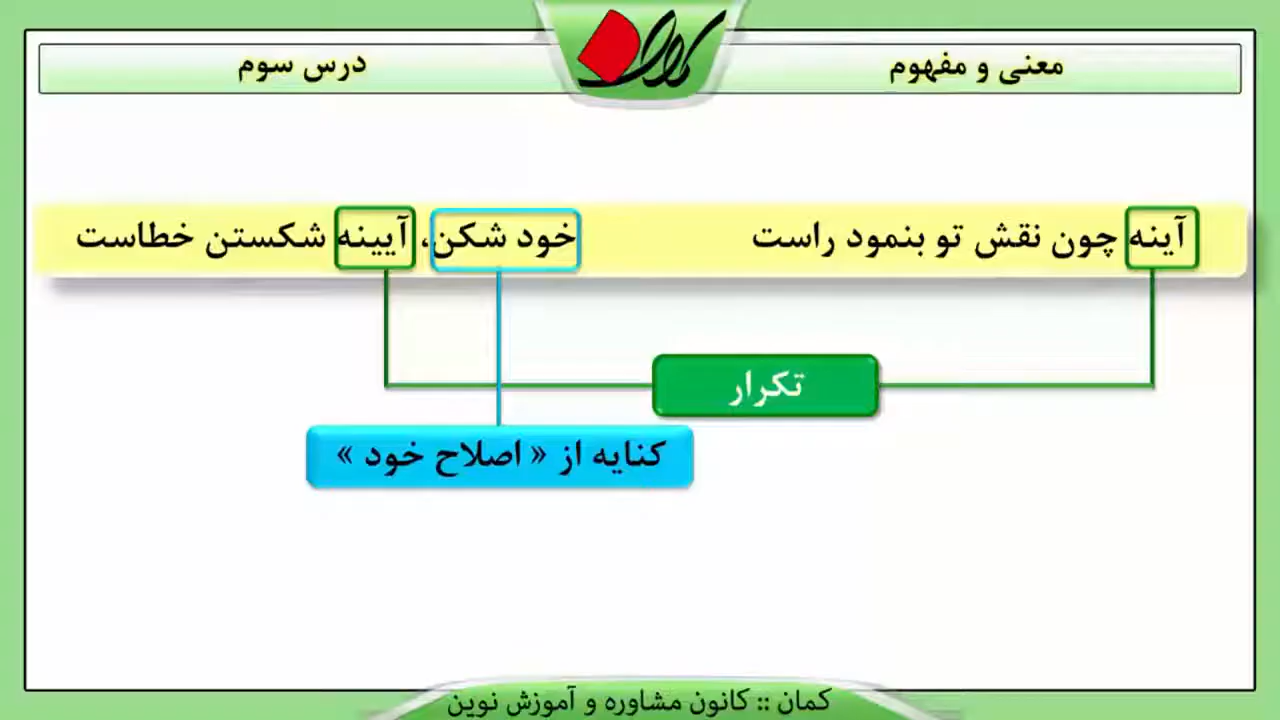 معنی و مفهوم
کمان
درس سوم
آینه چون نقش تو بنمود راست
خود شکن، آیینه شکستن خطاست
تکرار
کنایه از « اصلاح خود »
کمان :: کانون مشاوره و آموزش نوین